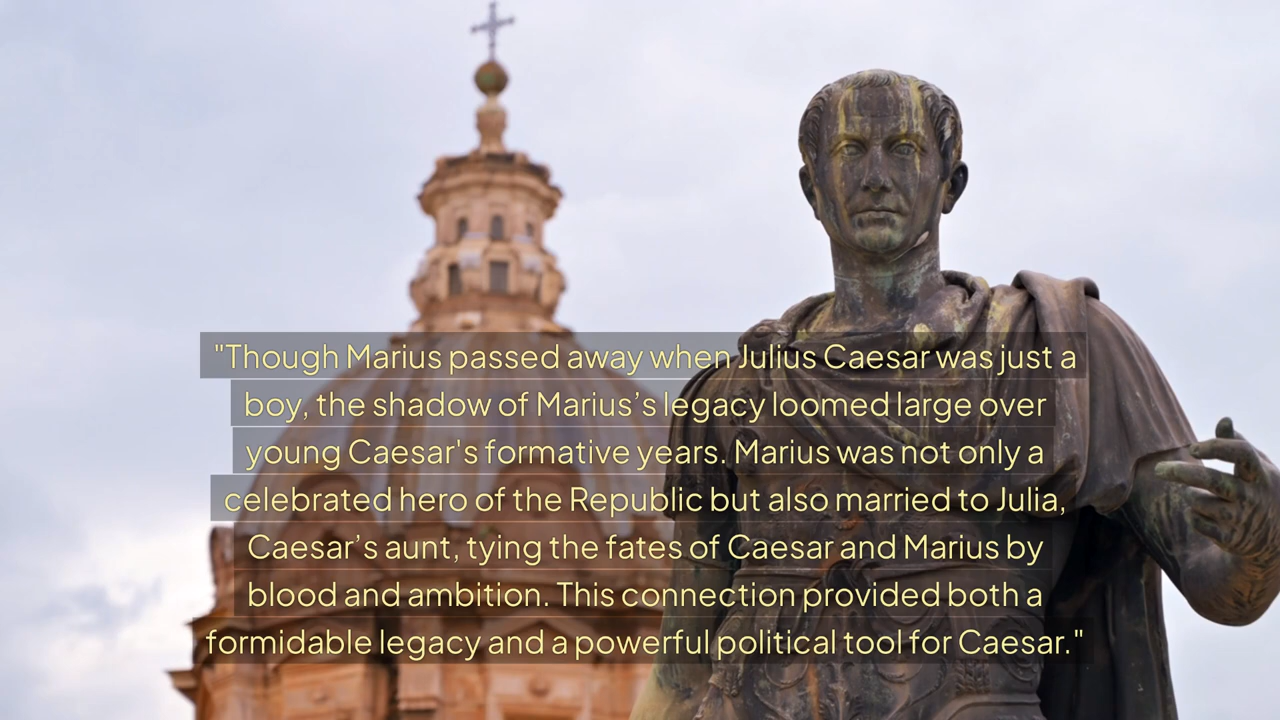 "Though Marius passed away when Julius Caesar was just a
boy, the shadow of Marius’s legacy loomed large over
young Caesar's formative years. Marius was not only a
celebrated hero of the Republic but also married to Julia,
Caesar’s aunt, tying the fates of Caesar and Marius by
blood and ambition. This connection provided both a
formidable legacy and a powerful political tool for Caesar."